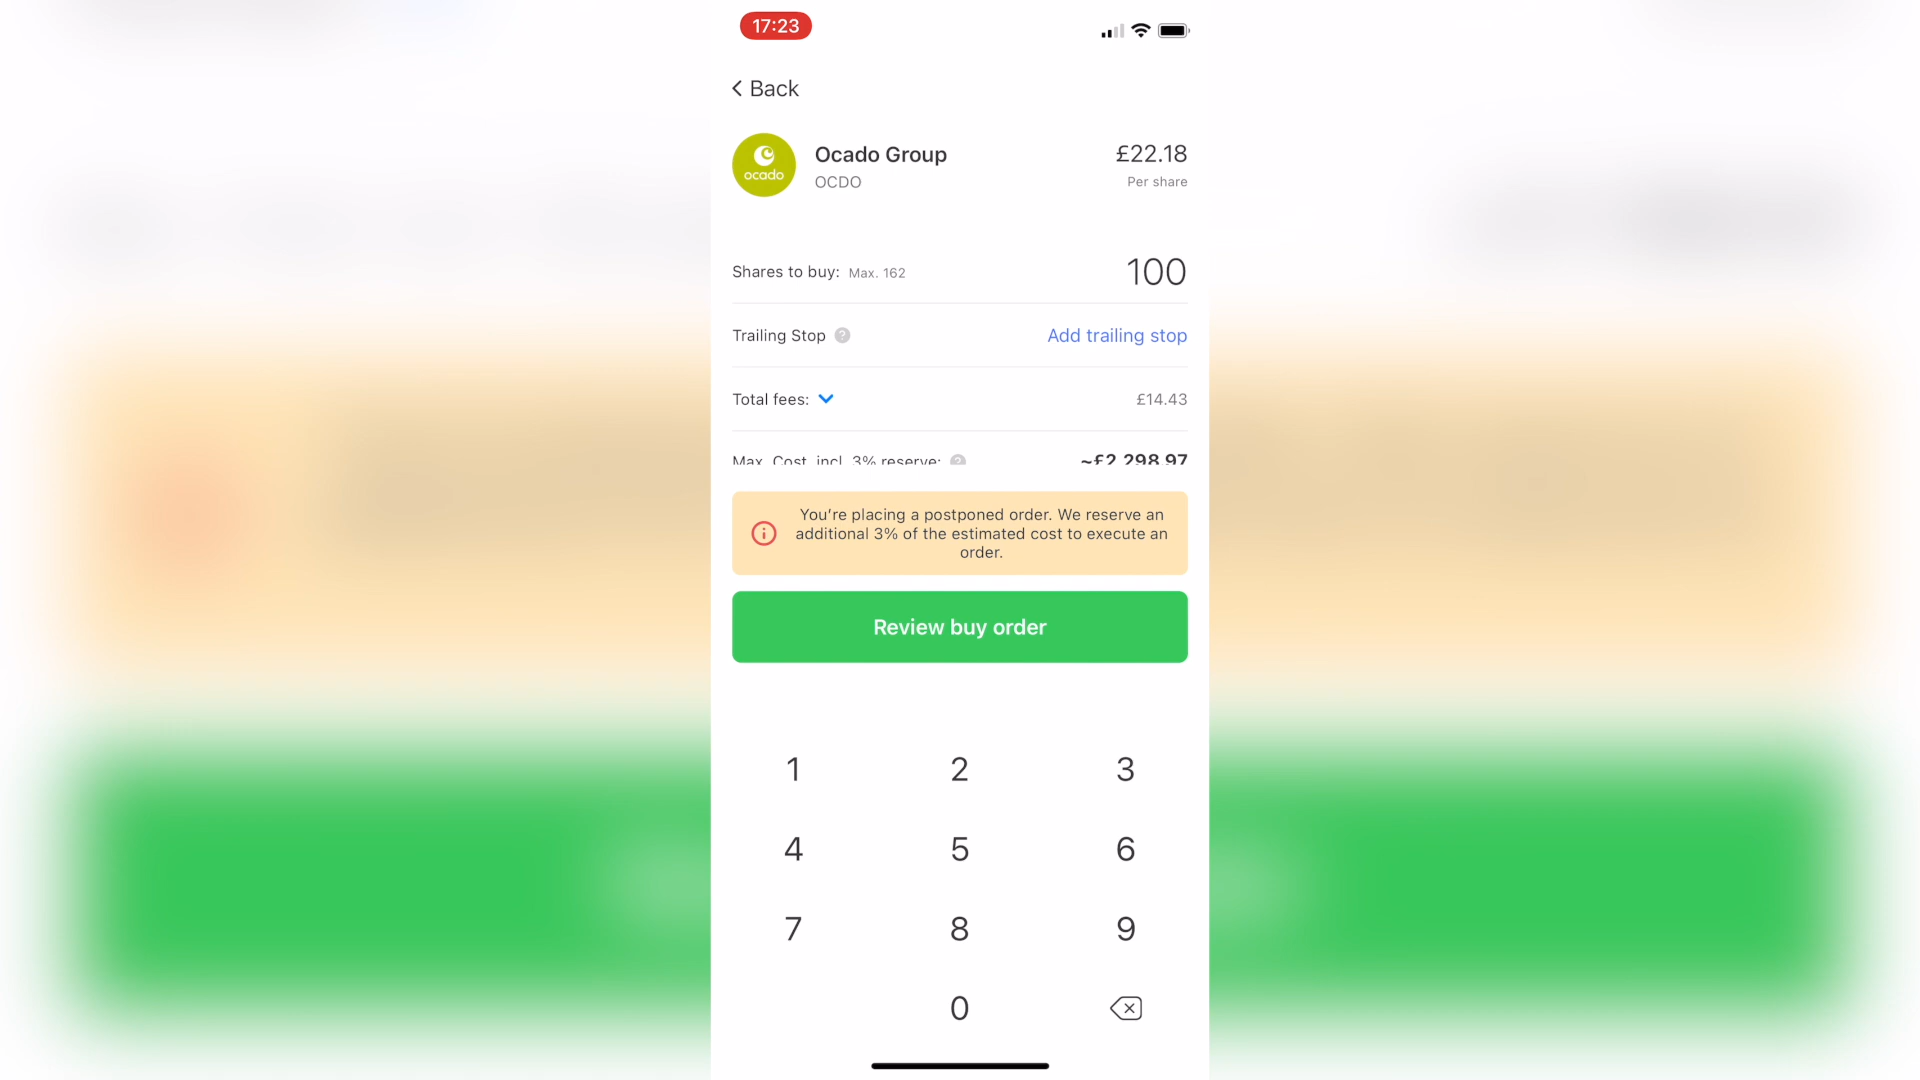 17:23
Back
Ocado Group
£22.18
ocado
OCDO
Per share
Shares to buy: Max. 162
100
Trailing Stop ?
Add trailing stop
Total fees:
£14.43
Max. Cost, incl. 3% reserve: ?
~£2,298.97
You're placing a postponed order. We reserve an
additional 3% of the estimated cost to execute an
order.
Review buy order
1 2 3
4 5 6
7 8 9
0